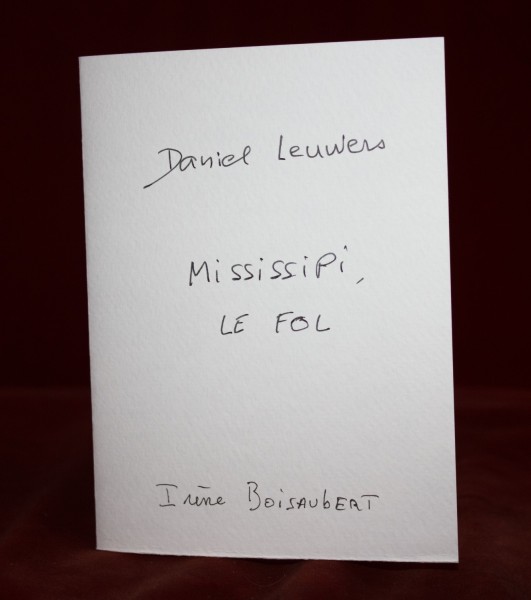 Daniel Leuwers
Mississipi,
LE FOL
Irène BOISAUBERT